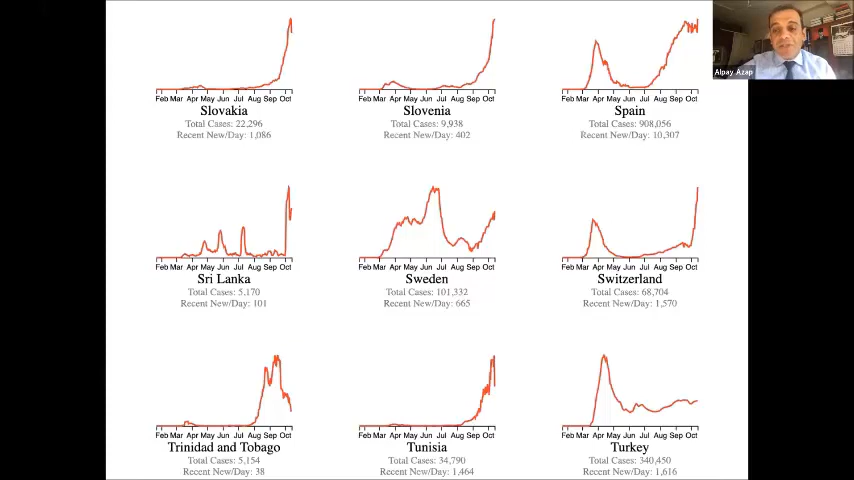 Alpay Azap
Feb Mar Apr May Jun Jul Aug Sep Oct
Slovakia
Total Cases: 22,296
Recent New/Day: 1,086
Feb Mar Apr May Jun Jul Aug Sep Oct
Slovenia
Total Cases: 9,938
Recent New/Day: 402
Feb Mar Apr May Jun Jul Aug Sep Oct
Spain
Total Cases: 908,056
Recent New/Day: 10,307
Feb Mar Apr May Jun Jul Aug Sep Oct
Sri Lanka
Total Cases: 5,170
Recent New/Day: 101
Feb Mar Apr May Jun Jul Aug Sep Oct
Sweden
Total Cases: 101,332
Recent New/Day: 665
Feb Mar Apr May Jun Jul Aug Sep Oct
Switzerland
Total Cases: 68,704
Recent New/Day: 1,570
Feb Mar Apr May Jun Jul Aug Sep Oct
Trinidad and Tobago
Total Cases: 5,154
Recent New/Day: 38
Feb Mar Apr May Jun Jul Aug Sep Oct
Tunisia
Total Cases: 34,790
Recent New/Day: 1,464
Feb Mar Apr May Jun Jul Aug Sep Oct
Turkey
Total Cases: 340,450
Recent New/Day: 1,616